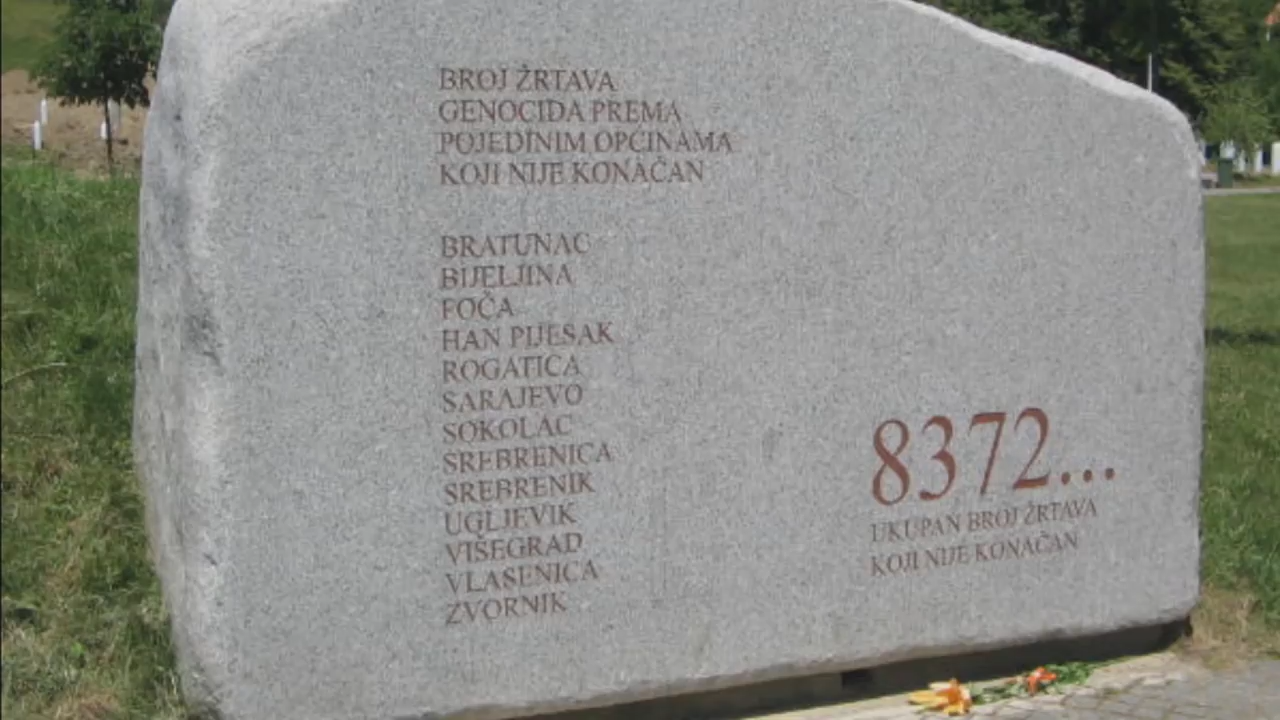 BROJ ŽRTAVA
GENOCIDA PREMA
POJEDINIM OPĆINAMA
KOJI NIJE KONAČAN
BRATUNAC
BIJELJINA
FOČA
HAN PIJESAK
ROGATICA
SARAJEVO
SOKOLAC
SREBRENICA
SREBRENIK
UGLJEVIK
VIŠEGRAD
VLASENICA
ZVORNIK
8372...
UKUPAN BROJ ŽRTAVA
KOJI NIJE KONAČAN